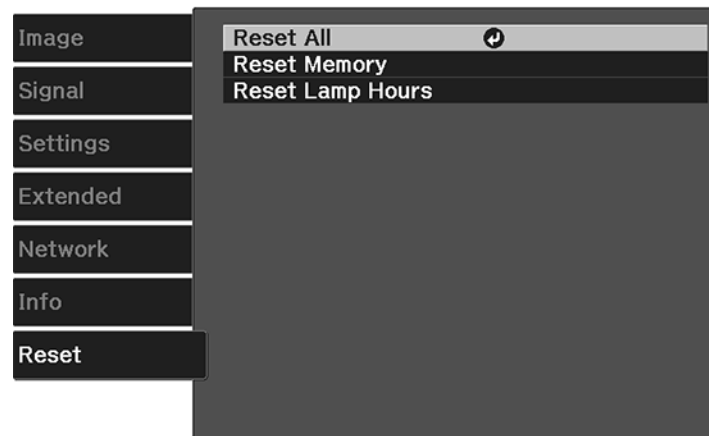 Image
Signal
Settings
Extended
Network
Info
Reset
Reset All
Reset Memory
Reset Lamp Hours